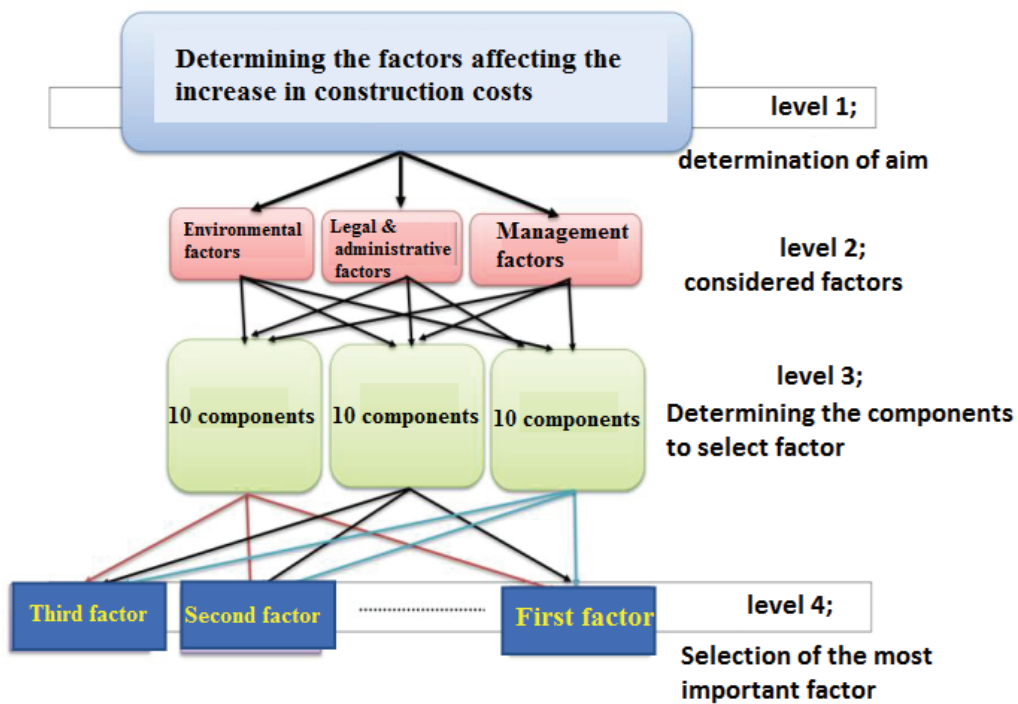 Determining the factors affecting the
increase in construction costs
level 1;
determination of aim
Environmental
factors
Legal &
administrative
factors
Management
factors
level 2;
considered factors
10 components
10 components
10 components
level 3;
Determining the components
to select factor
Third factor
Second factor
....................................
First factor
level 4;
Selection of the most
important factor